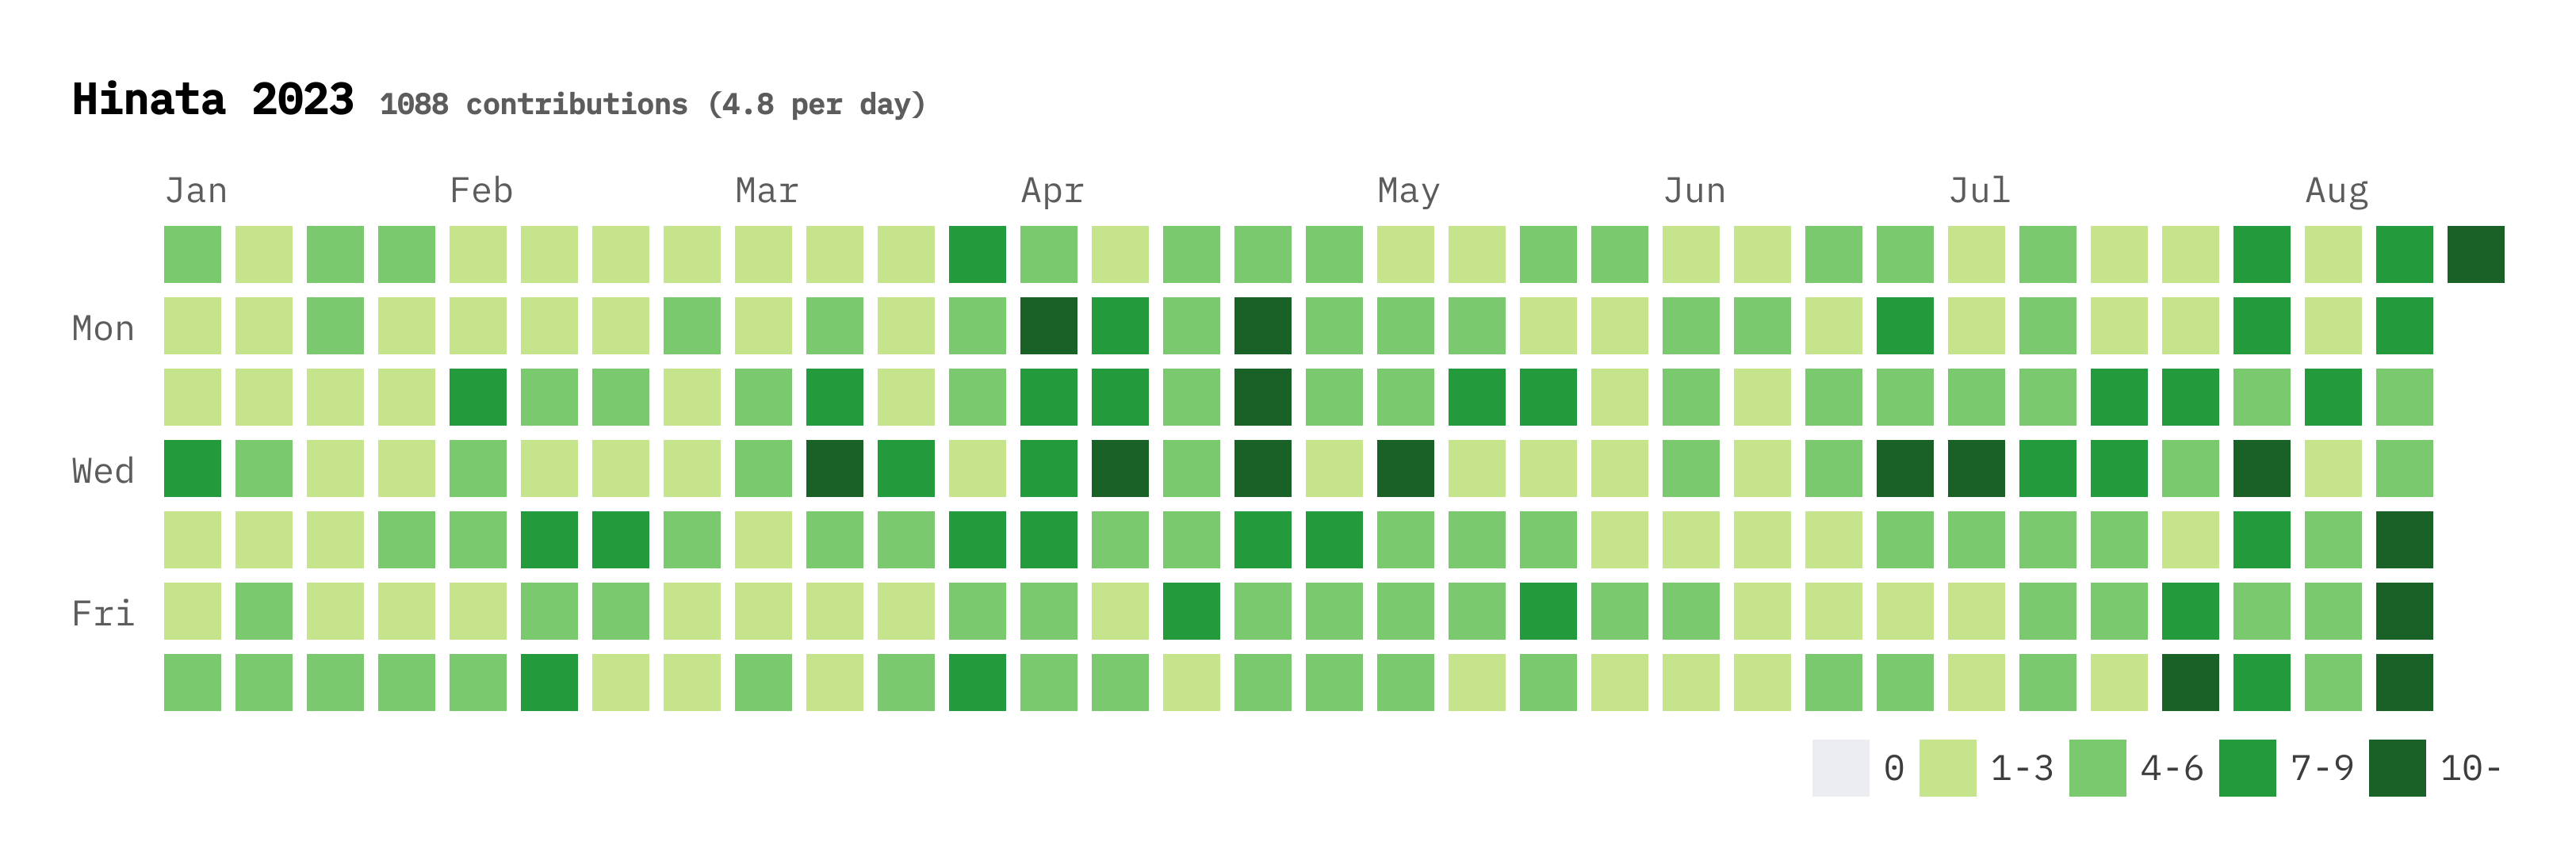 Hinata 2023 1088 contributions (4.8 per day)
Jan Feb Mar Apr May Jun Jul Aug
Mon
Wed
Fri
0 1-3 4-6 7-9 10-